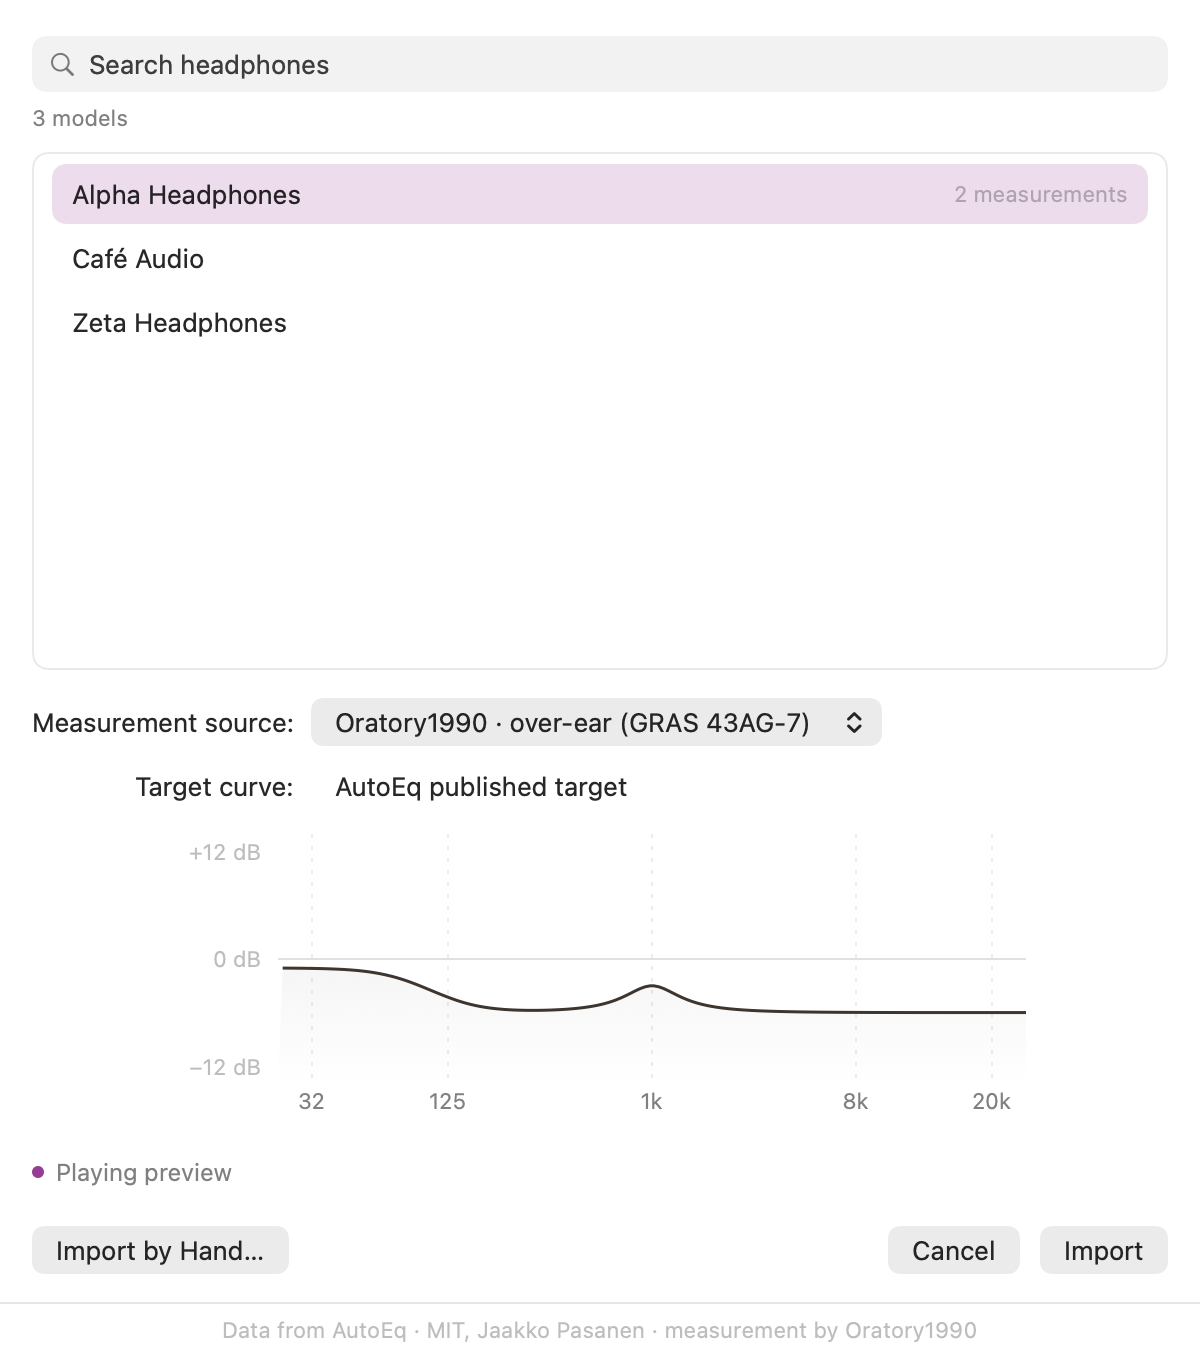 Search headphones
3 models
Alpha Headphones 2 measurements
Café Audio
Zeta Headphones
Measurement source: Oratory1990 · over-ear (GRAS 43AG-7)
Target curve: AutoEq published target
+12 dB
0 dB
−12 dB
32 125 1k 8k 20k
Playing preview
Import by Hand... Cancel Import
Data from AutoEq · MIT, Jaakko Pasanen · measurement by Oratory1990